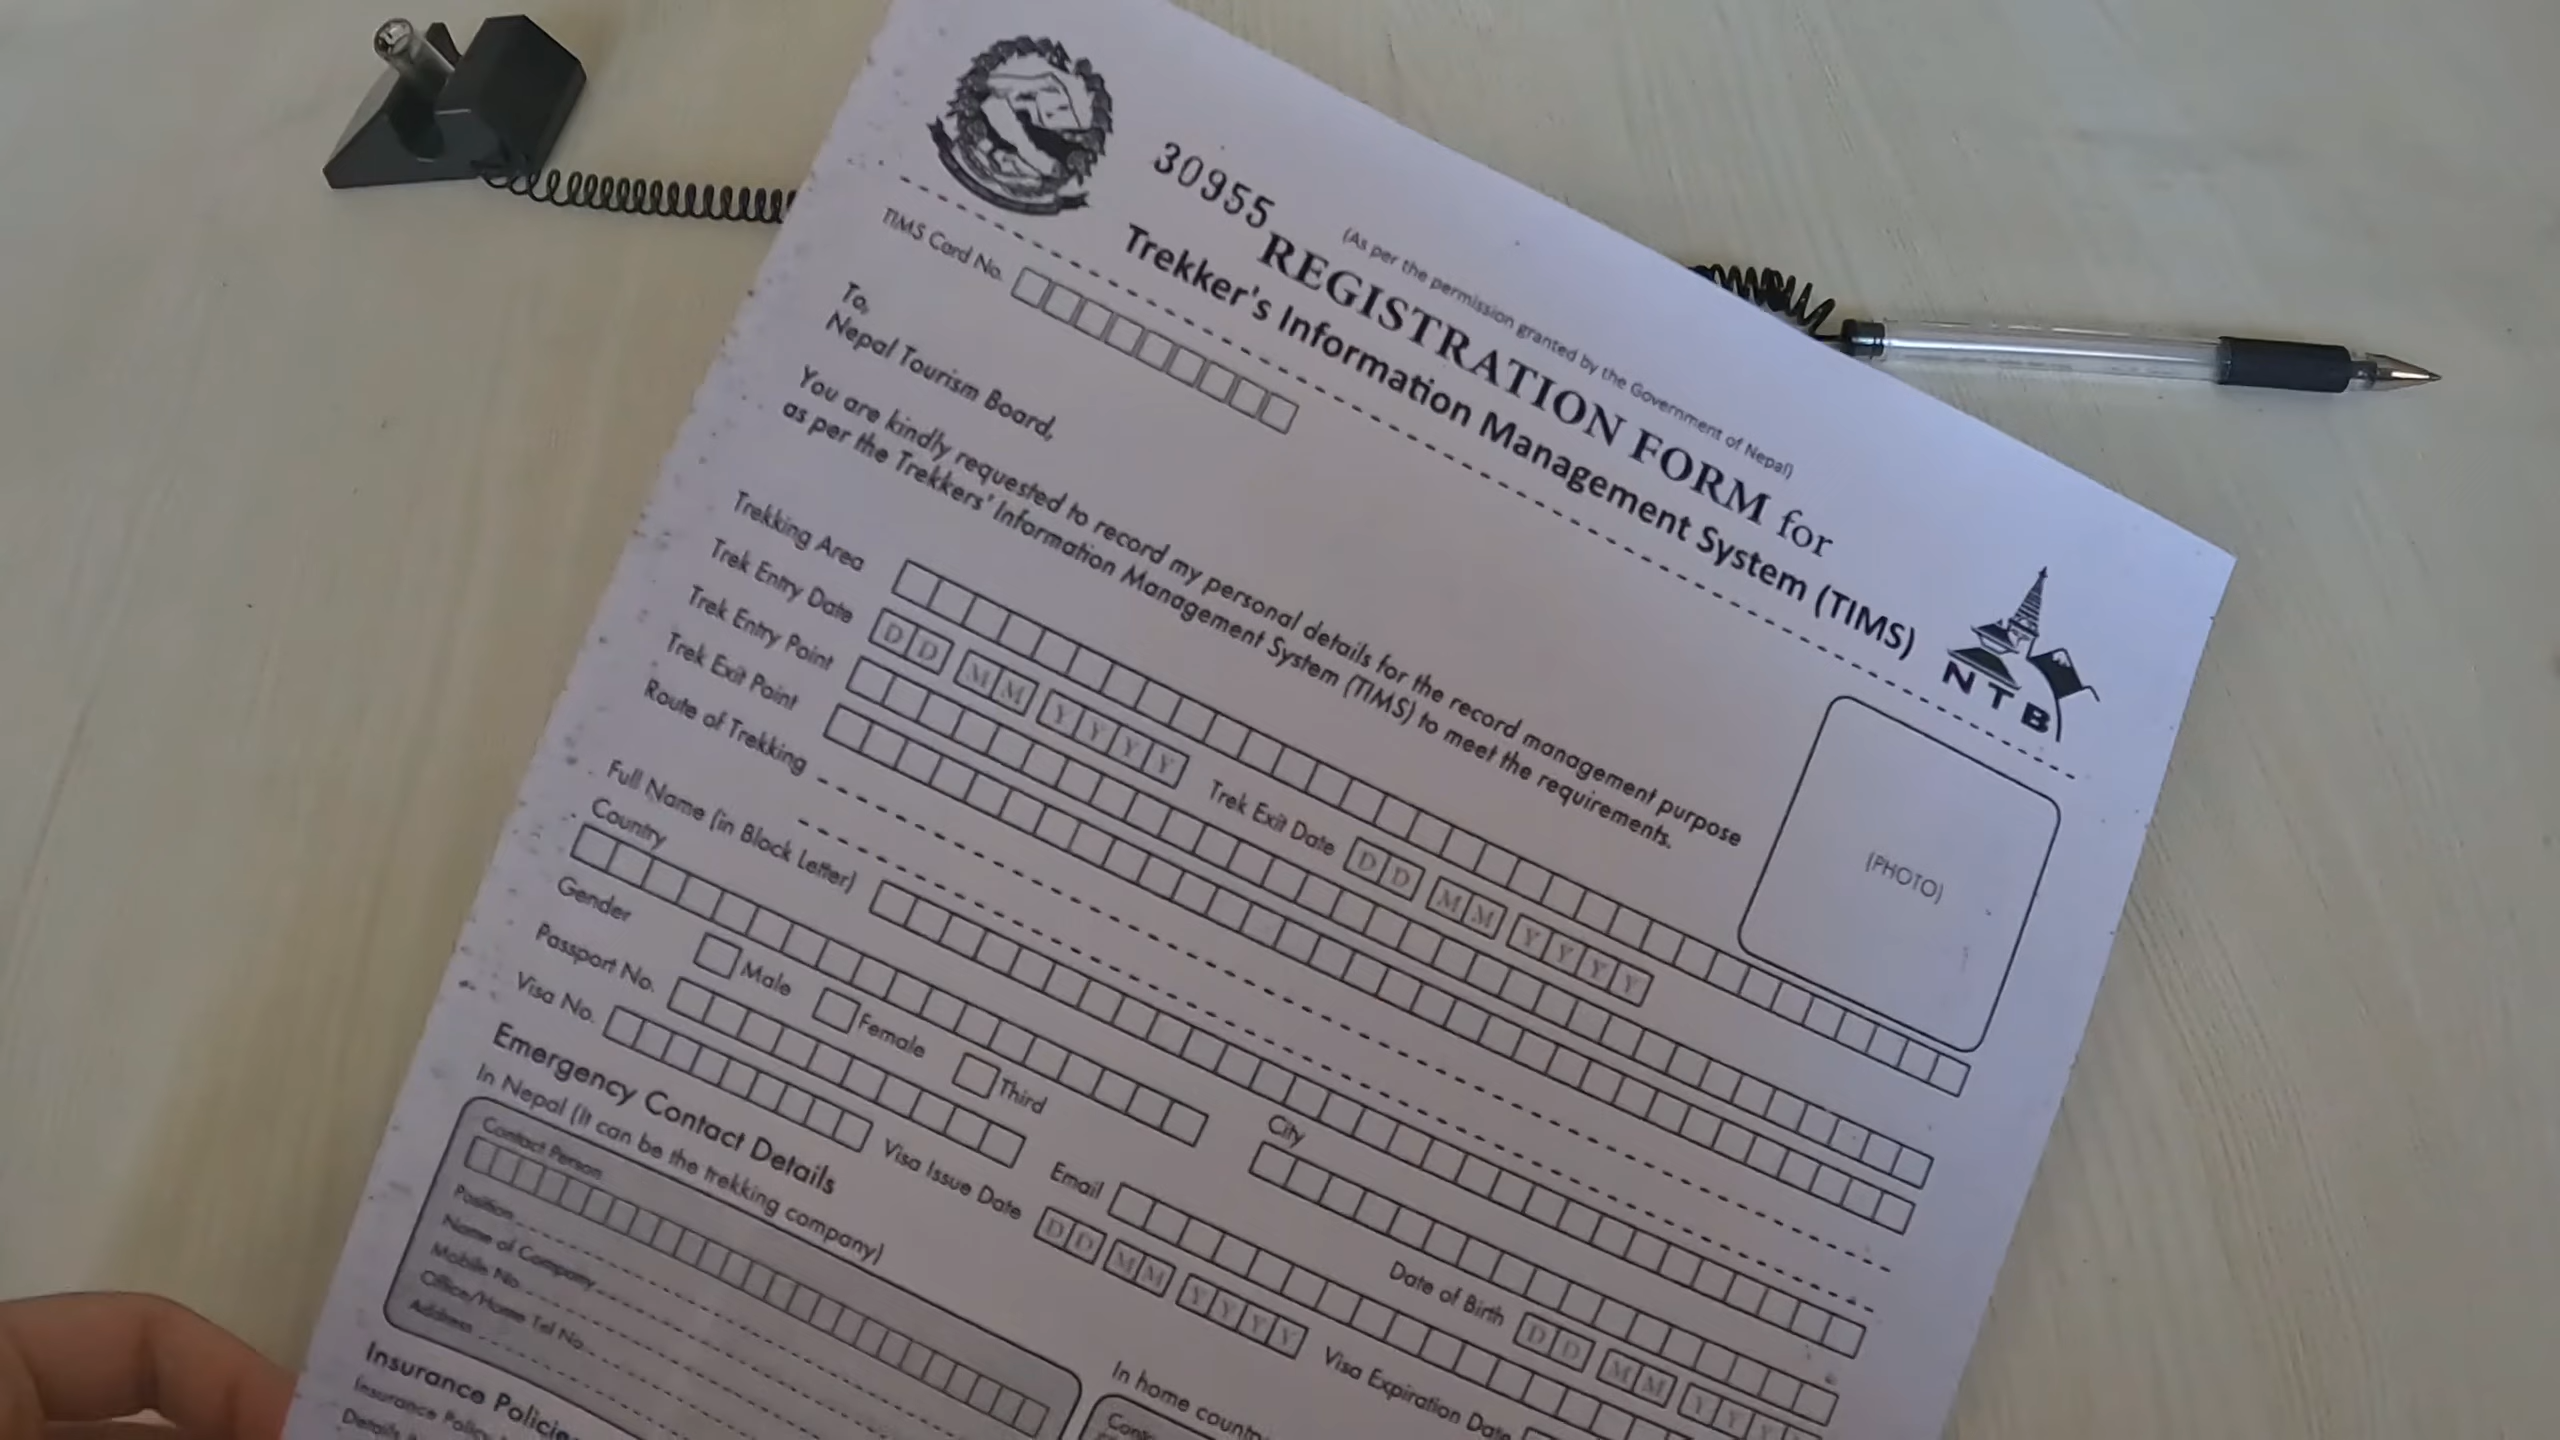 30955
(As per the permission granted by the Government of Nepal)
REGISTRATION FORM for
Trekker's Information Management System (TIMS)
NTB
TIMS Card No.
To,
Nepal Tourism Board,
You are kindly requested to record my personal details for the record management purpose
as per the Trekkers' Information Management System (TIMS) to meet the requirements.
(PHOTO)
Trekking Area
Trek Entry Date D D M M Y Y Y Y Trek Exit Date D D M M Y Y Y Y
Trek Entry Point
Trek Exit Point
Route of Trekking
Full Name (in Block Letter)
Country City
Gender Male Female Third Date of Birth D D M M Y Y Y
Passport No. Email
Visa No. Visa Issue Date D D M M Y Y Y Y Visa Expiration Date
Emergency Contact Details
In Nepal (It can be the trekking company) In home
Contact Person
Position
Name of Company
Mobile No.
Office/Home Tel No.
Address
Insurance
Insurance